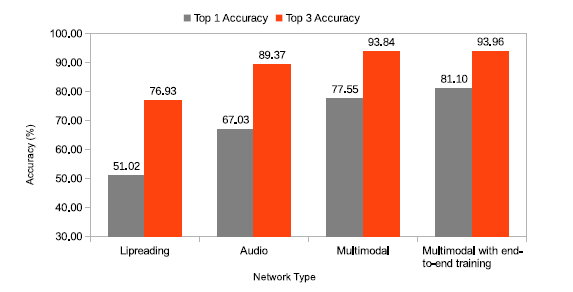 Top 1 Accuracy Top 3 Accuracy
100.00
90.00
80.00
70.00
60.00
50.00
40.00
30.00
Accuracy (%)
51.02
76.93
67.03
89.37
77.55
93.84
81.10
93.96
Lipreading
Audio
Multimodal
Multimodal with end-
to-end training
Network Type